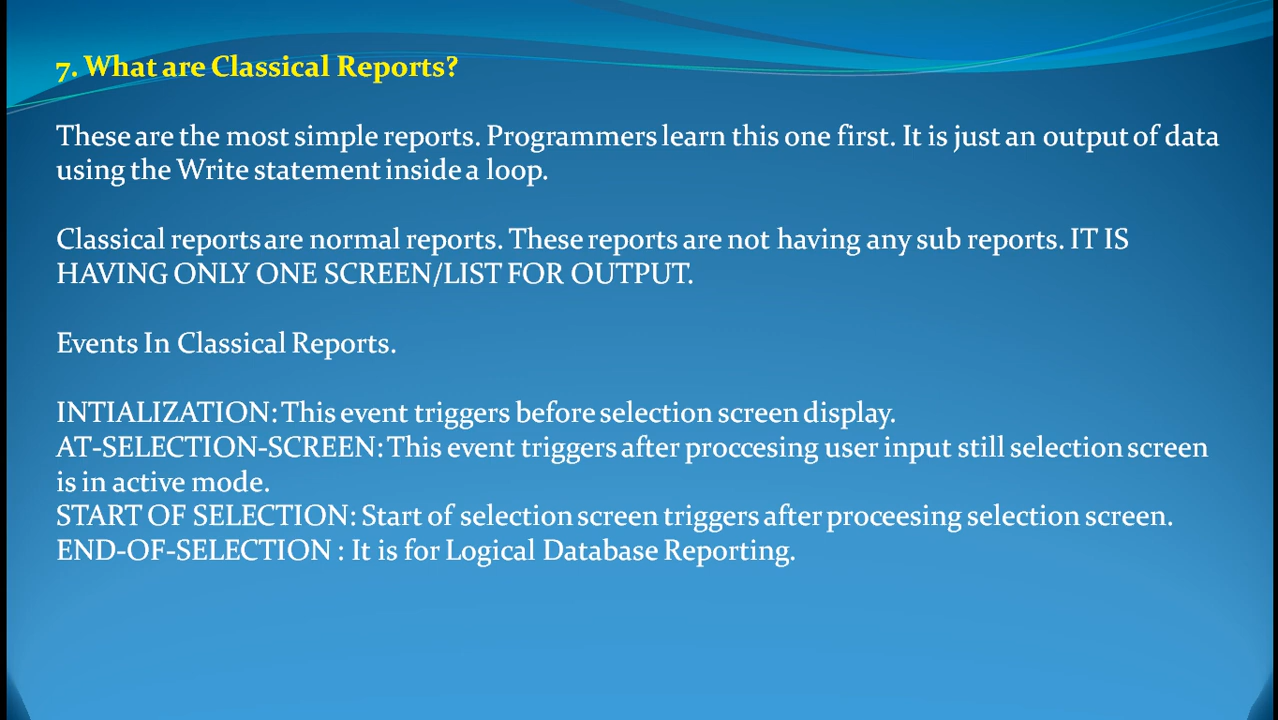 7. What are Classical Reports?
These are the most simple reports. Programmers learn this one first. It is just an output of data
using the Write statement inside a loop.
Classical reports are normal reports. These reports are not having any sub reports. IT IS
HAVING ONLY ONE SCREEN/LIST FOR OUTPUT.
Events In Classical Reports.
INTIALIZATION: This event triggers before selection screen display.
AT-SELECTION-SCREEN: This event triggers after proccesing user input still selection screen
is in active mode.
START OF SELECTION: Start of selection screen triggers after proceesing selection screen.
END-OF-SELECTION : It is for Logical Database Reporting.